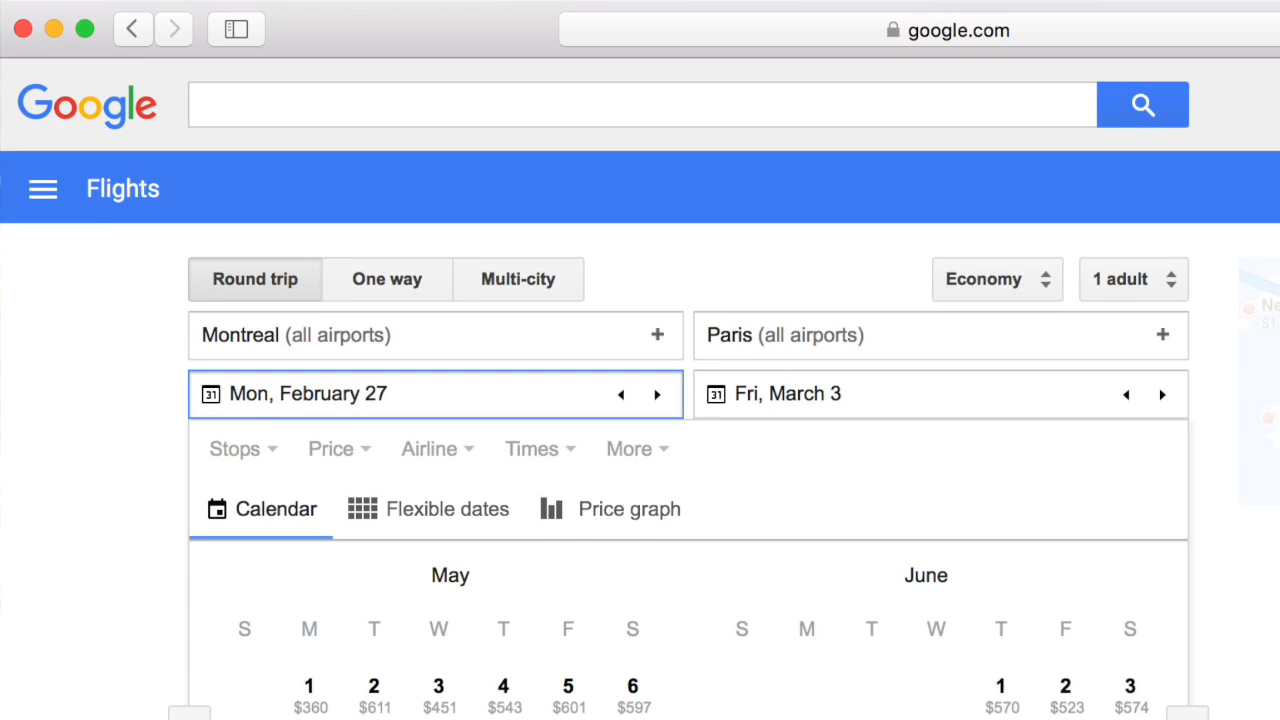 google.com
Google
Flights
Round trip One way Multi-city Economy 1 adult
Montreal (all airports) + Paris (all airports) +
31 Mon, February 27 31 Fri, March 3
Stops Price Airline Times More
Calendar Flexible dates Price graph
May June
S M T W T F S S M T W T F S
1 2 3 4 5 6 1 2 3
$360 $611 $451 $543 $601 $597 $570 $523 $574